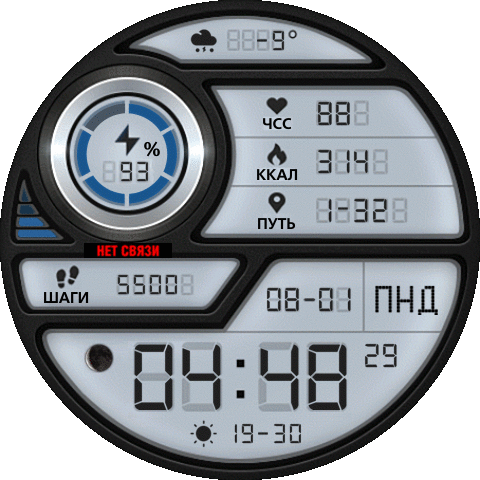 -9°
ЧСС 88
%
93
ККАЛ 314
ПУТЬ 1.32
НЕТ СВЯЗИ
ШАГИ 5500
08-01 ПНД
04:48 29
19-30